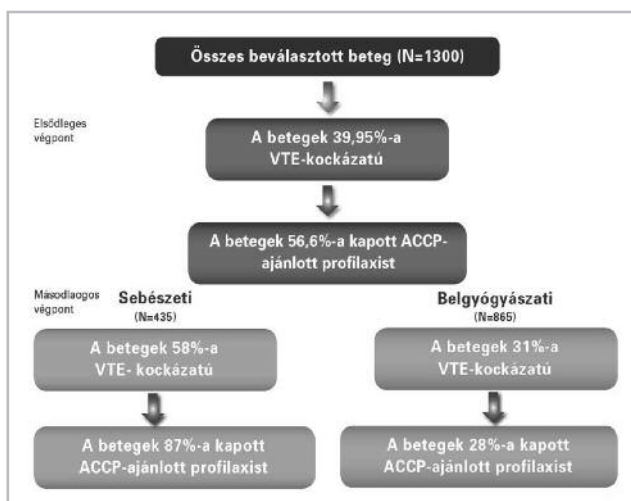 Összes beválasztott beteg (N=1300)
Elsődleges
végpont
A betegek 39,95%-a
VTE-kockázatú
A betegek 56,6%-a kapott ACCP-
ajánlott profilaxist
Másodlaogos
végpont
Sebészeti
(N=435)
Belgyógyászati
(N=865)
A betegek 58%-a
VTE- kockázatú
A betegek 31%-a
VTE-kockázatú
A betegek 87%-a kapott
ACCP-ajánlott profilaxist
A betegek 28%-a kapott
ACCP-ajánlott profilaxist